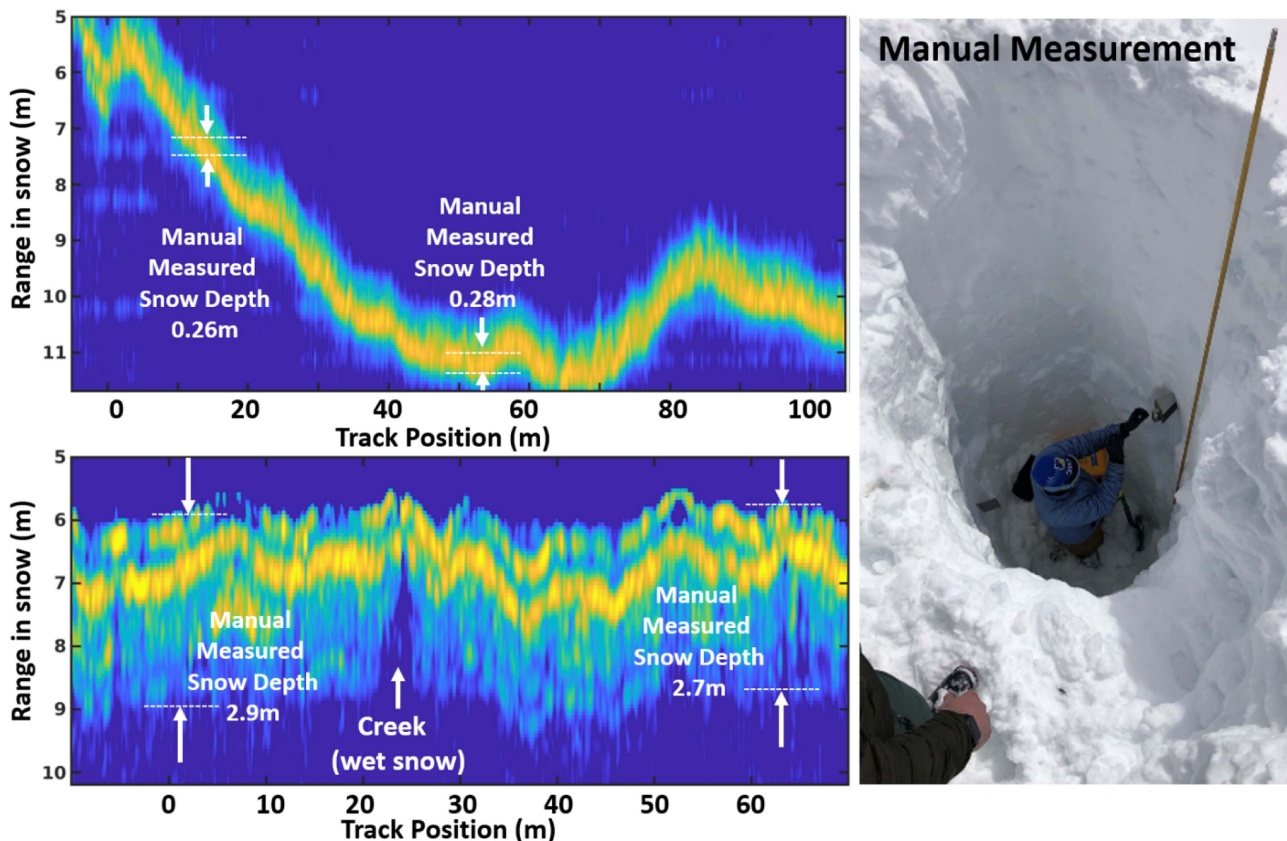 5
6
7
8
9
10
11
Range in snow (m)
Manual
Measured
Snow Depth
0.26m
Manual
Measured
Snow Depth
0.28m
0
20
40
60
80
100
Track Position (m)
5
6
7
8
9
10
Range in snow (m)
Manual
Measured
Snow Depth
2.9m
Creek
(wet snow)
Manual
Measured
Snow Depth
2.7m
0
10
20
30
40
50
60
Track Position (m)
Manual Measurement